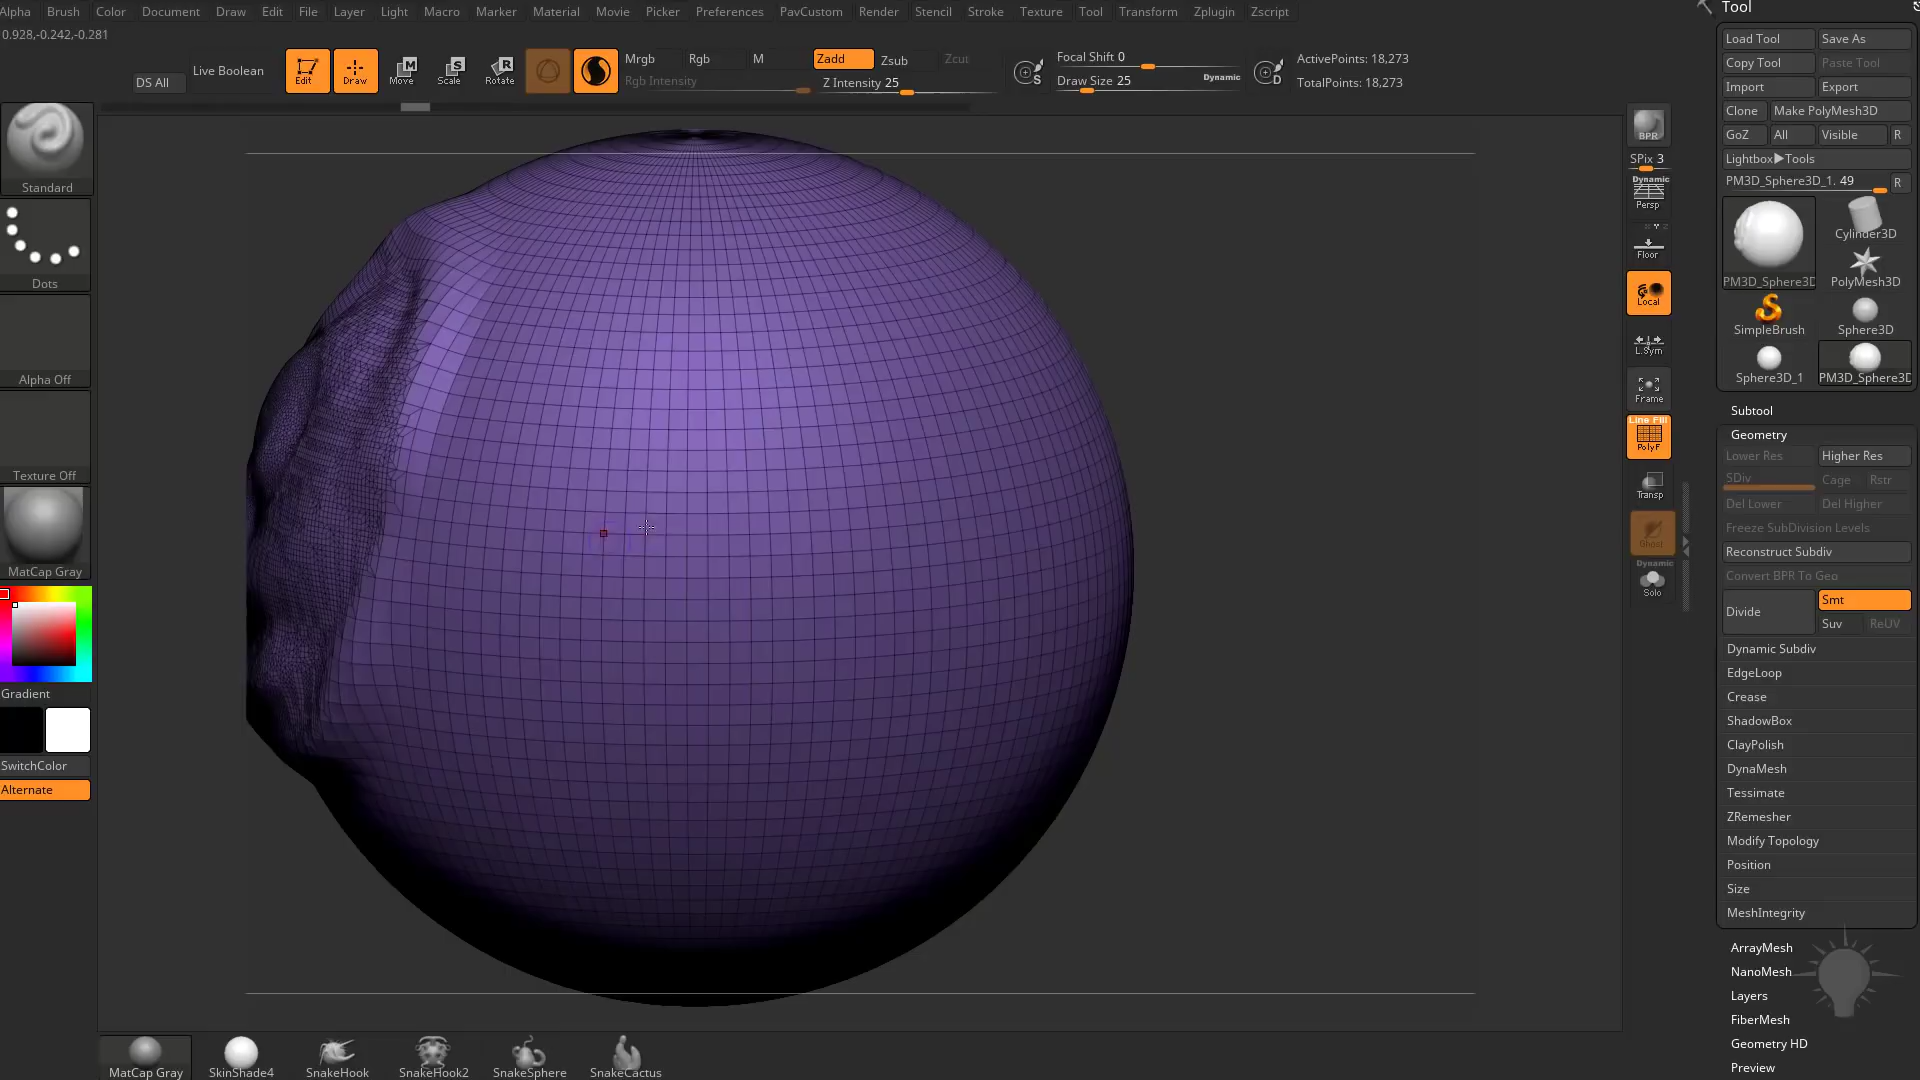 Alpha Brush Color Document Draw Edit File Layer Light Macro Marker Material Movie Picker Preferences PavCustom Render Stencil Stroke Texture Tool Transform Zplugin Zscript
Tool
0.928,-0.242,-0.281
DS All
Live Boolean
Edit
Draw
Move
Scale
Rotate
Mrgb Rgb M
Rgb Intensity
Zadd Zsub Zcut
Z Intensity 25
S
Focal Shift 0
Draw Size 25
Dynamic
D
ActivePoints: 18,273
TotalPoints: 18,273
Standard
Dots
Alpha Off
Texture Off
MatCap Gray
Gradient
SwitchColor
Alternate
BPR
SPix 3
Dynamic
Persp
Floor
Local
L.Sym
Frame
Line Fill
PolyF
Transp
Ghost
Dynamic
Solo
Load Tool Save As
Copy Tool Paste Tool
Import Export
Clone Make PolyMesh3D
GoZ All Visible R
Lightbox▶Tools
PM3D_Sphere3D_1. 49 R
PM3D_Sphere3D
Cylinder3D
PolyMesh3D
SimpleBrush Sphere3D
Sphere3D_1 PM3D_Sphere3D
Subtool
Geometry
Lower Res Higher Res
SDiv Cage Rstr
Del Lower Del Higher
Freeze SubDivision Levels
Reconstruct Subdiv
Convert BPR To Geo
Divide
Smt
Suv ReUV
Dynamic Subdiv
EdgeLoop
Crease
ShadowBox
ClayPolish
DynaMesh
Tessimate
ZRemesher
Modify Topology
Position
Size
MeshIntegrity
ArrayMesh
NanoMesh
Layers
FiberMesh
Geometry HD
Preview
MatCap Gray SkinShade4 SnakeHook SnakeHook2 SnakeSphere SnakeCactus